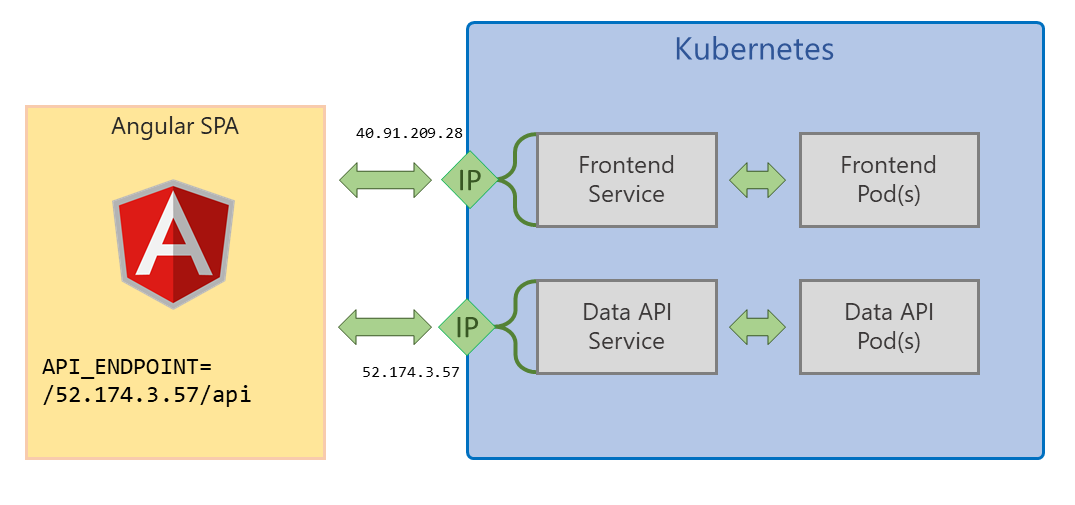 Kubernetes
Angular SPA
40.91.209.28
IP
Frontend
Service
Frontend
Pod(s)
IP
Data API
Service
Data API
Pod(s)
52.174.3.57
API_ENDPOINT=
/52.174.3.57/api